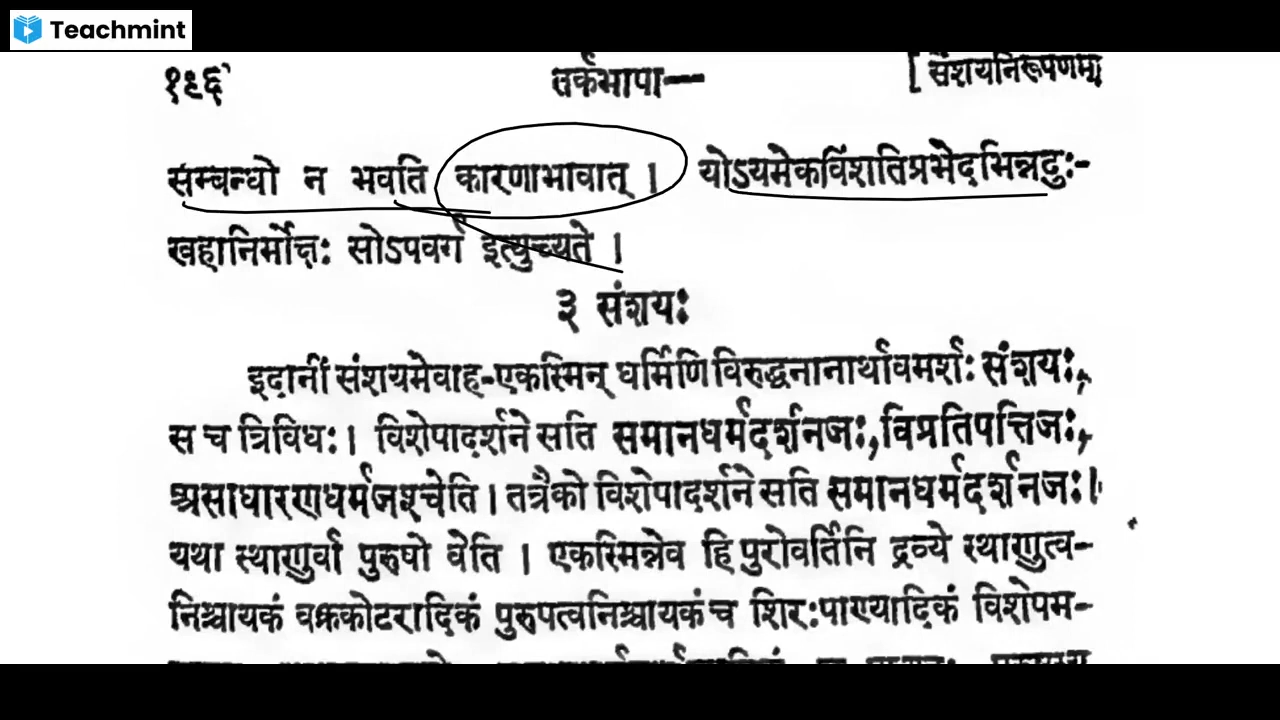 Teachmint
१९६ तर्कभाषा— [ संशयनिरूपणम्
सम्बन्धो न भवति कारणाभावात् । योऽयमेकविंशतिप्रभेदभिन्नदुः-
खहानिर्मोक्षः सोऽपवर्ग इत्युच्यते ।
३ संशयः
इदानीं संशयमेवाह-एकस्मिन् धर्मिणि विरुद्धनानार्थावमर्शः संशयः,
स च त्रिविधः । विशेषादर्शने सति समानधर्मदर्शनजः, विप्रतिपत्तिजः,
असाधारणधर्मजश्चेति । तत्रैको विशेषादर्शने सति समानधर्मदर्शनजः ।
यथा स्थाणुर्वा पुरुषो वेति । एकस्मिन्नेव हि पुरोवर्तिनि द्रव्ये स्थाणुत्व-
निश्चायकं वक्रकोटरादिकं पुरुषत्वनिश्चायकं च शिरःपाण्यादिकं विशेषम-